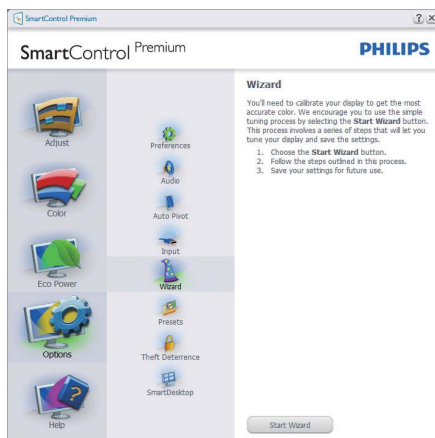 SmartControl Premium
SmartControl Premium
PHILIPS
Adjust
Color
Eco Power
Options
Help
Preferences
Audio
Auto Pivot
Input
Wizard
Presets
Theft Deterrence
SmartDesktop
Wizard
You'll need to calibrate your display to get the most
accurate color. We encourage you to use the simple
tuning process by selecting the Start Wizard button.
This process involves a series of steps that will let you
tune your display and save the settings.
1. Choose the Start Wizard button.
2. Follow the steps outlined in this process.
3. Save your settings for future use.
Start Wizard